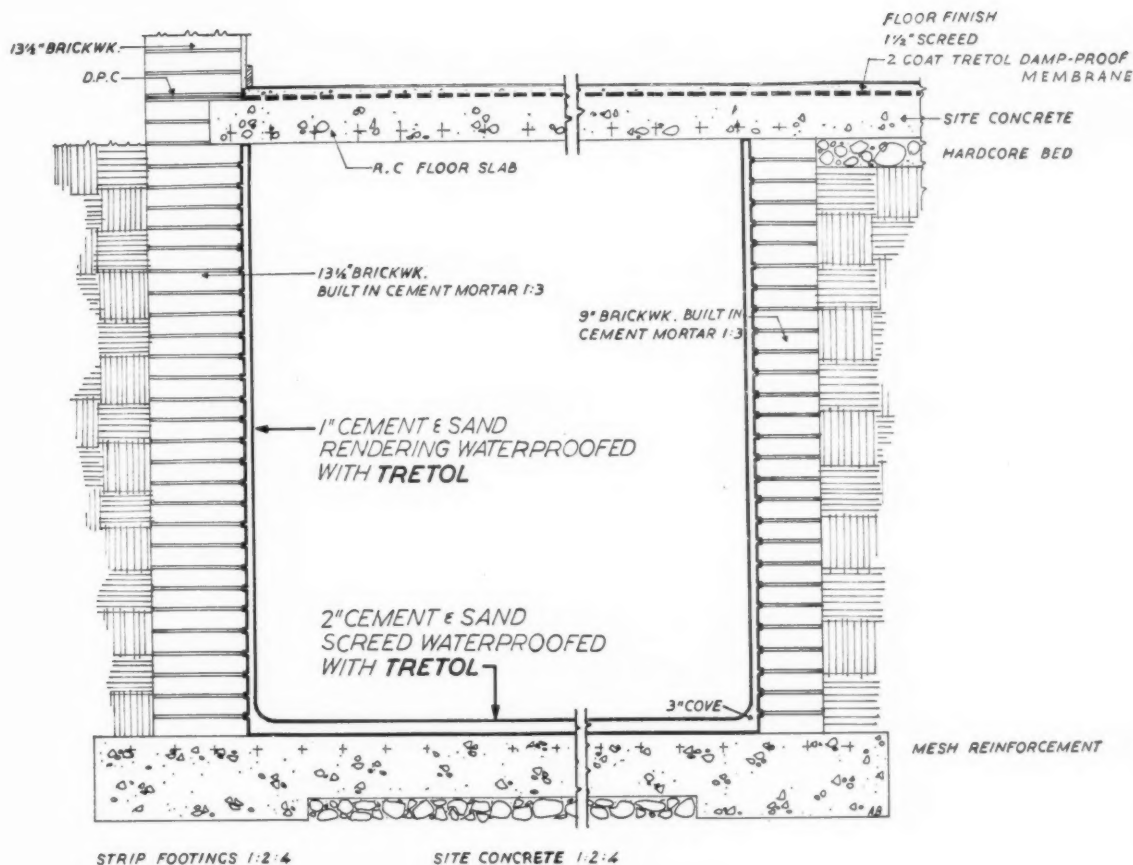 FLOOR FINISH
1½" SCREED
2 COAT TRETOL DAMP-PROOF
MEMBRANE
13½" BRICKWK.
D.P.C
SITE CONCRETE
HARDCORE BED
R.C FLOOR SLAB
13½" BRICKWK.
BUILT IN CEMENT MORTAR 1:3
9" BRICKWK. BUILT IN
CEMENT MORTAR 1:3
1" CEMENT & SAND
RENDERING WATERPROOFED
WITH TRETOL
2" CEMENT & SAND
SCREED WATERPROOFED
WITH TRETOL
3" COVE
MESH REINFORCEMENT
A.B
STRIP FOOTINGS 1:2:4
SITE CONCRETE 1:2:4